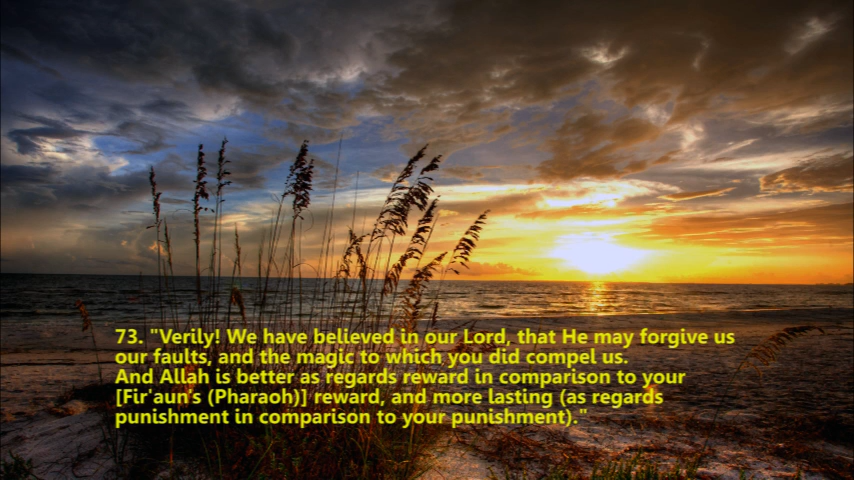 73. "Verily! We have believed in our Lord, that He may forgive us
our faults, and the magic to which you did compel us.
And Allah is better as regards reward in comparison to your
[Fir'aun's (Pharaoh)] reward, and more lasting (as regards
punishment in comparison to your punishment)."